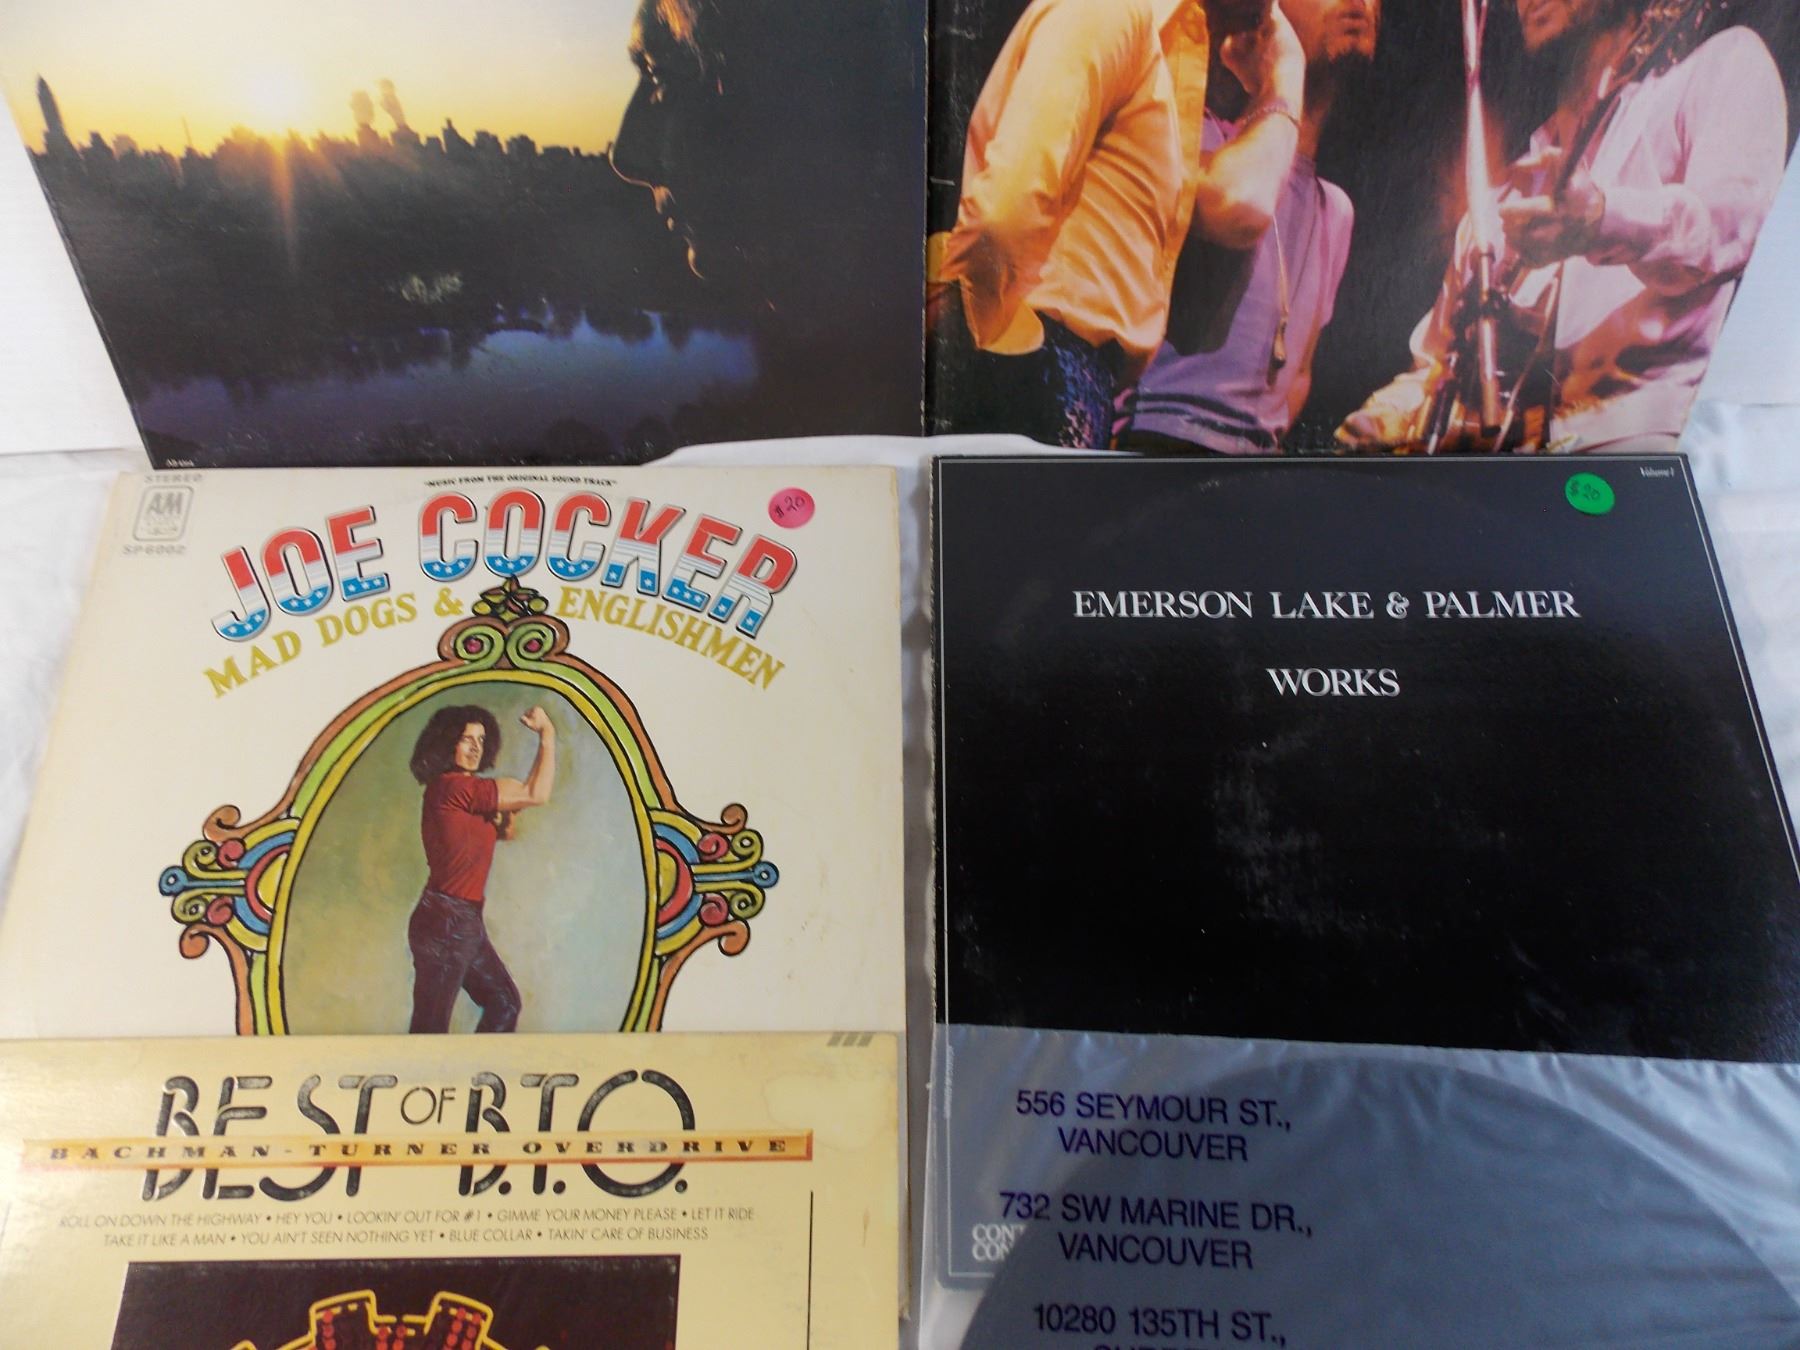 STEREO
A&M
SP6002
"MUSIC FROM THE ORIGINAL SOUND TRACK"
$20
JOE COCKER
MAD DOGS & ENGLISHMEN
Volume 1
$20
EMERSON LAKE & PALMER
WORKS
BEST OF B.T.O.
BACHMAN-TURNER OVERDRIVE
ROLL ON DOWN THE HIGHWAY • HEY YOU • LOOKIN' OUT FOR #1 • GIMME YOUR MONEY PLEASE • LET IT RIDE
TAKE IT LIKE A MAN • YOU AIN'T SEEN NOTHING YET • BLUE COLLAR • TAKIN' CARE OF BUSINESS
556 SEYMOUR ST.,
VANCOUVER
732 SW MARINE DR.,
VANCOUVER
10280 135TH ST.,